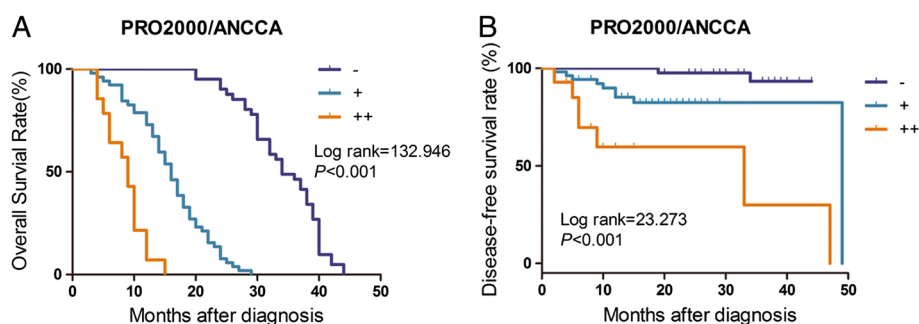 A
PRO2000/ANCCA
Overall Survial Rate(%)
100
50
0
0
10
20
30
40
50
Months after diagnosis
-
+
++
Log rank=132.946
P<0.001
B
PRO2000/ANCCA
Disease-free survival rate (%)
100
50
0
0
10
20
30
40
50
Months after diagnosis
-
+
++
Log rank=23.273
P<0.001